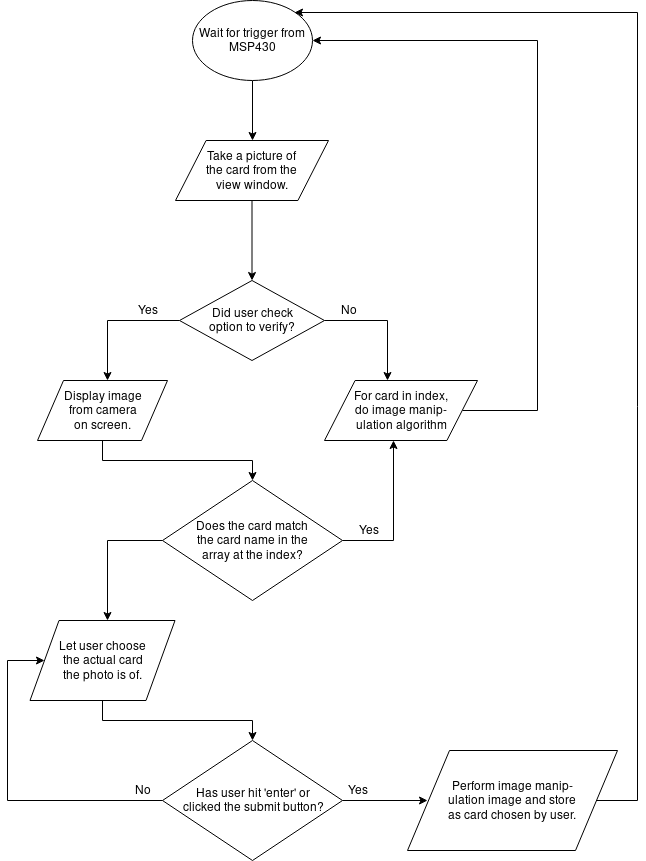 Wait for trigger from
MSP430
Take a picture of
the card from the
view window.
Did user check
option to verify?
Yes
No
Display image
from camera
on screen.
For card in index,
do image manip-
ulation algorithm
Does the card match
the card name in the
array at the index?
Yes
Let user choose
the actual card
the photo is of.
Has user hit 'enter' or
clicked the submit button?
No
Yes
Perform image manip-
ulation image and store
as card chosen by user.